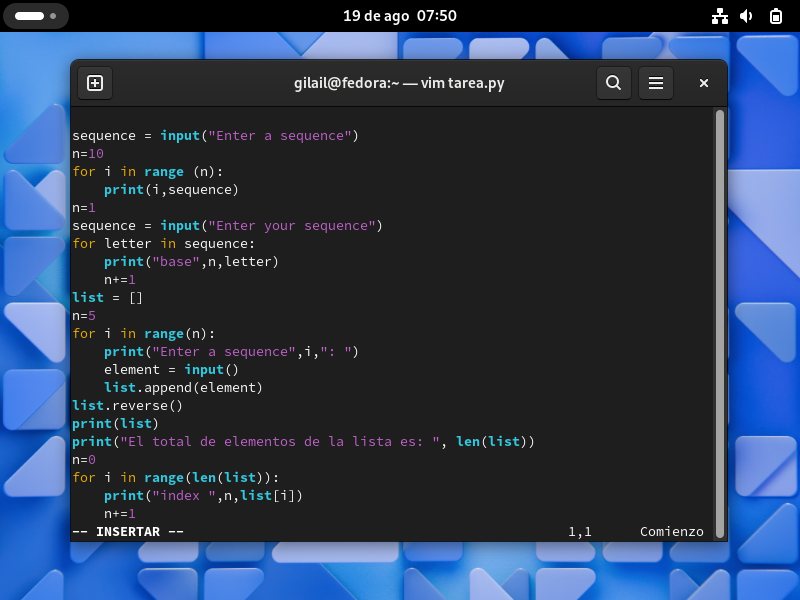 19 de ago 07:50
gilail@fedora:~ — vim tarea.py
sequence = input("Enter a sequence")
n=10
for i in range (n):
    print(i,sequence)
n=1
sequence = input("Enter your sequence")
for letter in sequence:
    print("base",n,letter)
    n+=1
list = []
n=5
for i in range(n):
    print("Enter a sequence",i,": ")
    element = input()
    list.append(element)
list.reverse()
print(list)
print("El total de elementos de la lista es: ", len(list))
n=0
for i in range(len(list)):
    print("index ",n,list[i])
    n+=1
-- INSERTAR -- 1,1 Comienzo